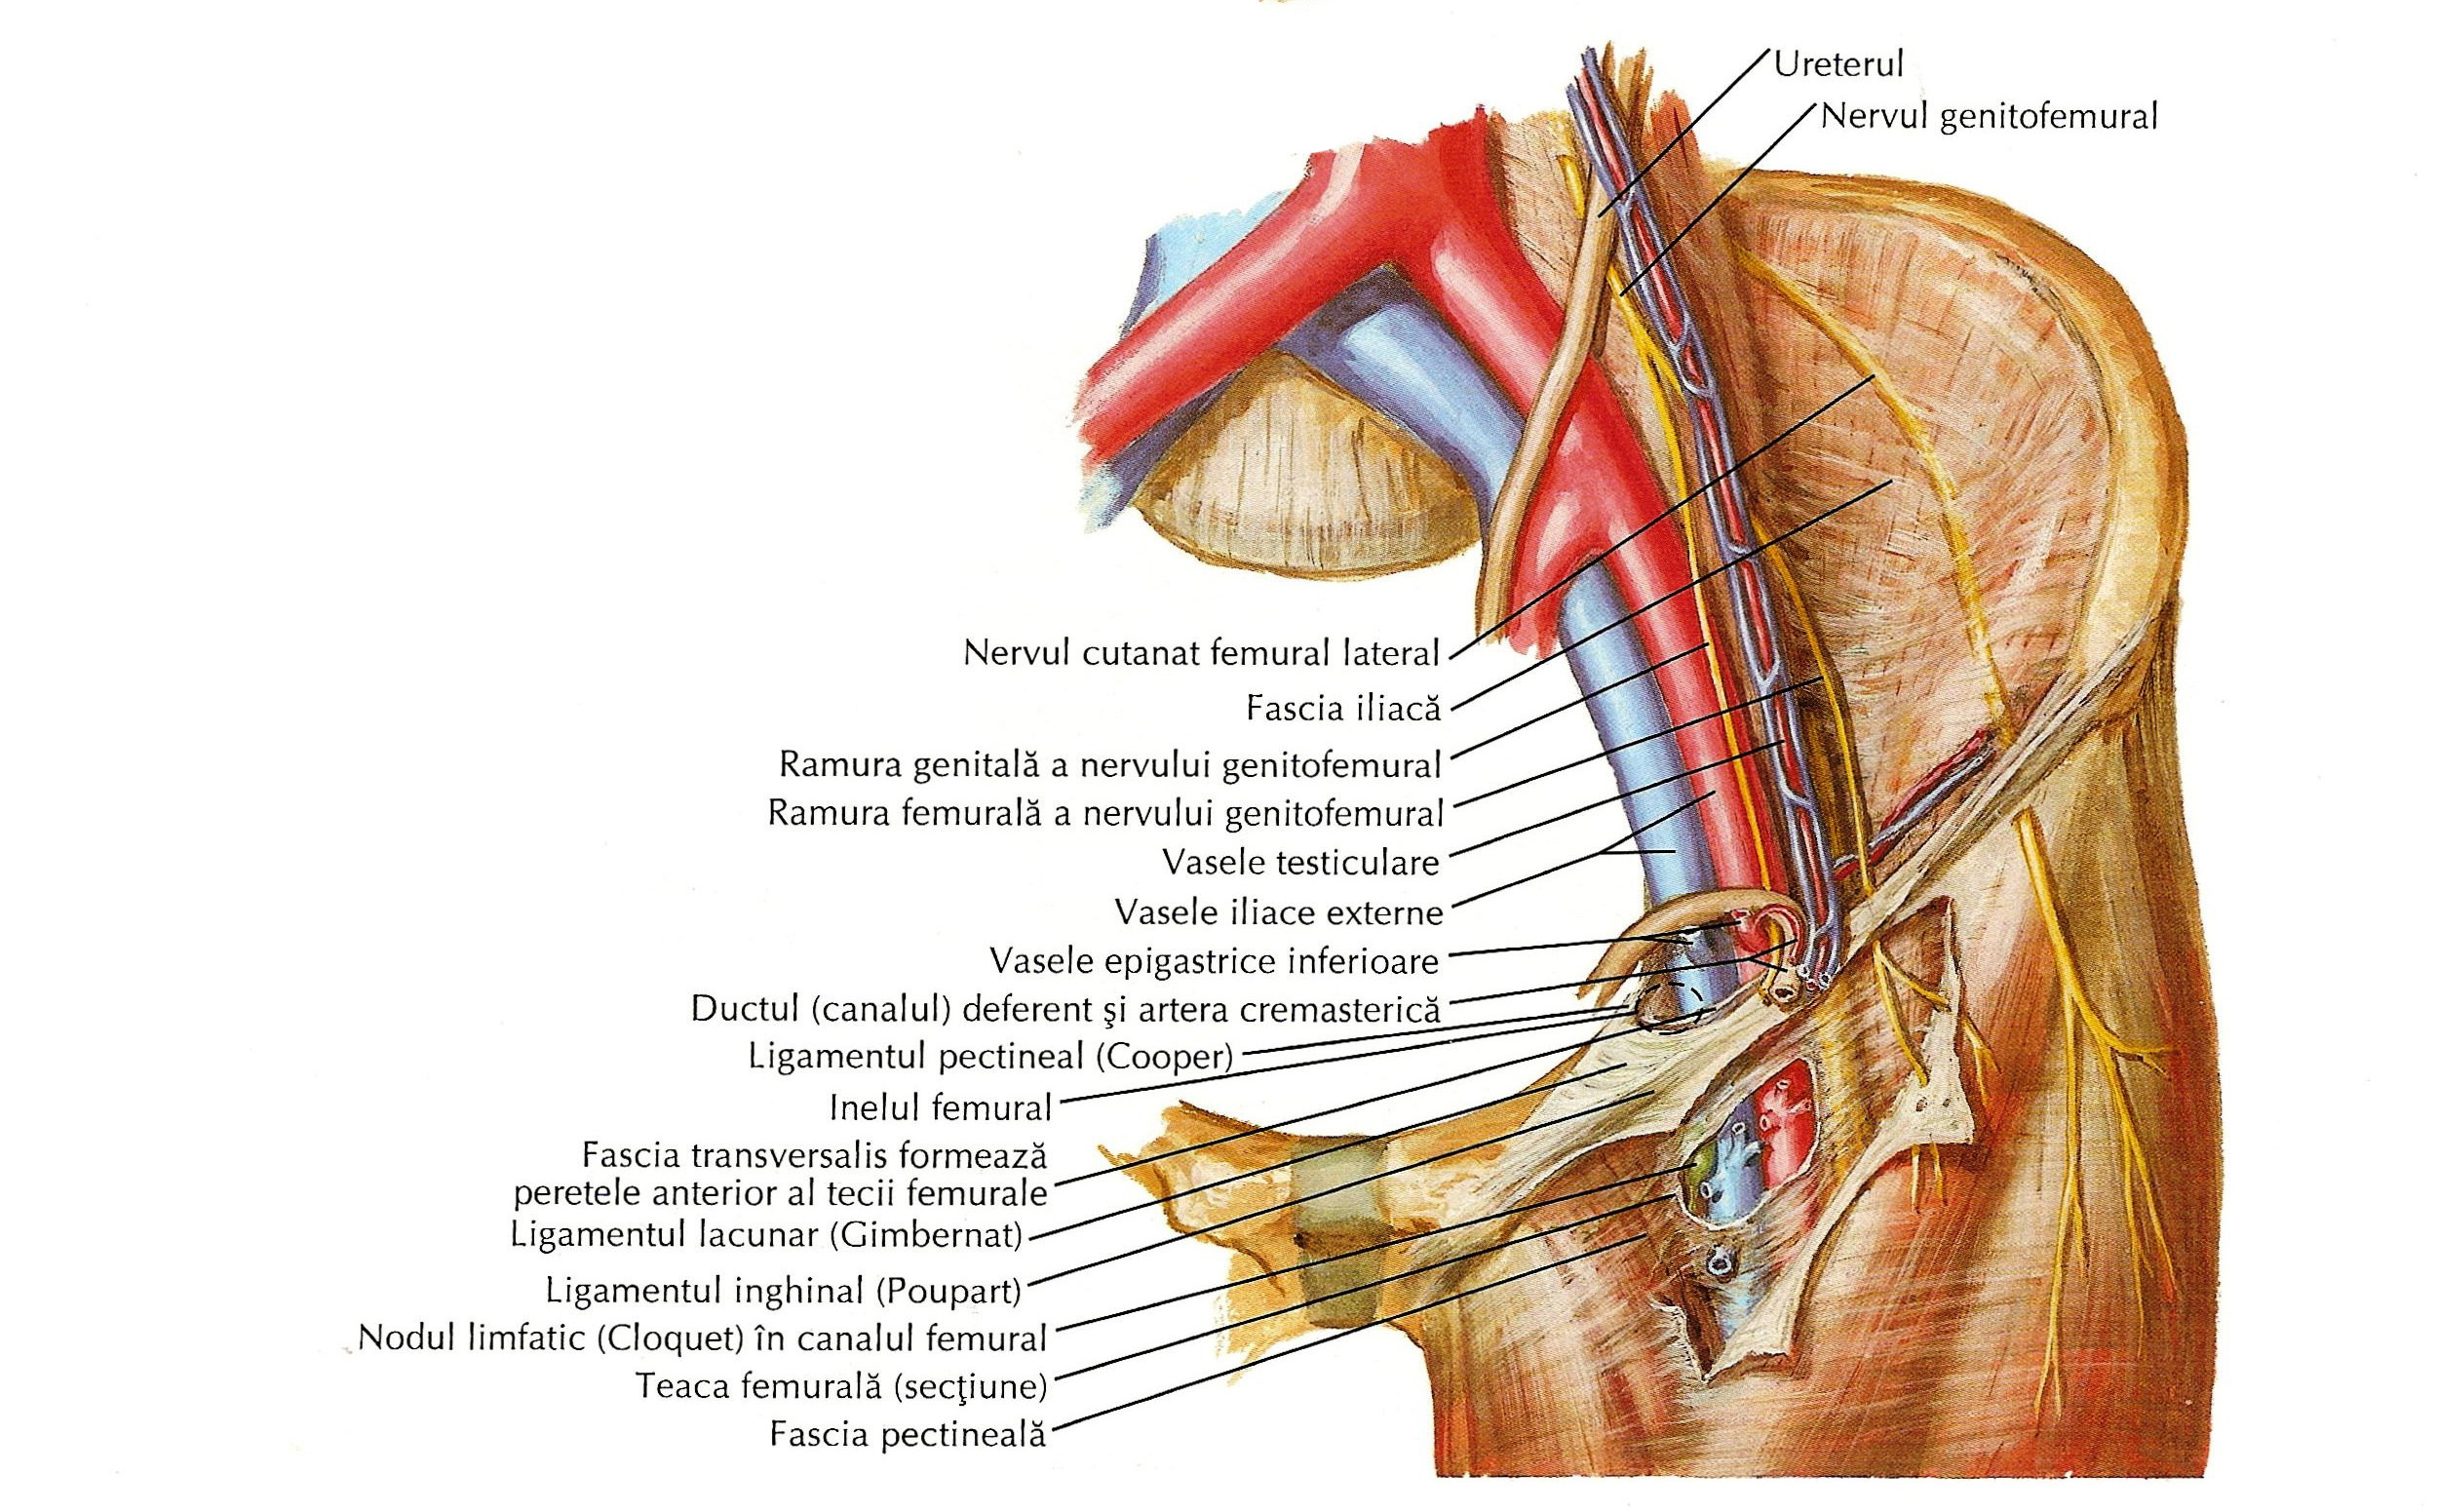 Ureterul
Nervul genitofemural
Nervul cutanat femural lateral
Fascia iliacă
Ramura genitală a nervului genitofemural
Ramura femurală a nervului genitofemural
Vasele testiculare
Vasele iliace externe
Vasele epigastrice inferioare
Ductul (canalul) deferent şi artera cremasterică
Ligamentul pectineal (Cooper)
Inelul femural
Fascia transversalis formează
peretele anterior al tecii femurale
Ligamentul lacunar (Gimbernat)
Ligamentul inghinal (Poupart)
Nodul limfatic (Cloquet) în canalul femural
Teaca femurală (secţiune)
Fascia pectineală